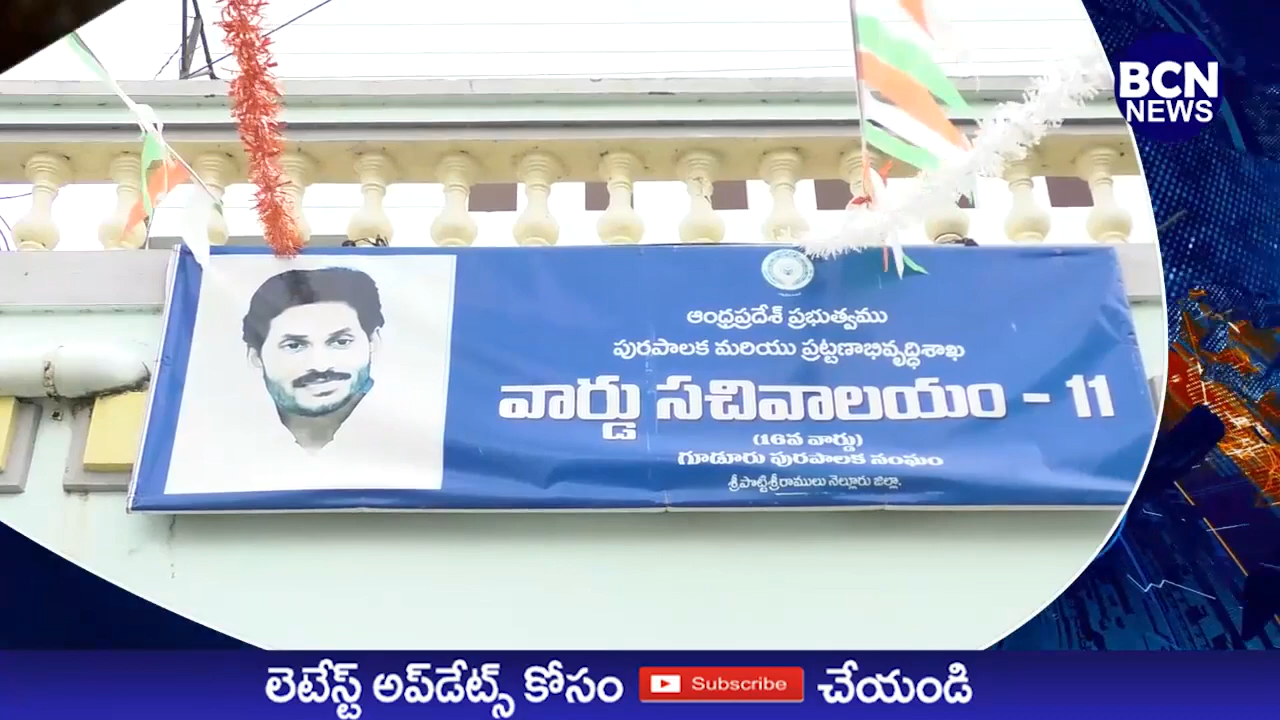 BCN
NEWS
ఆంధ్రప్రదేశ్ ప్రభుత్వము
పురపాలక మరియు ప్రట్టణాభివృద్ధిశాఖ
వార్డు సచివాలయం - 11
(16వ వార్డు)
గూడూరు పురపాలక సంఘం
శ్రీపొట్టిశ్రీరాములు నెల్లూరు జిల్లా.
లెటేస్ట్ అప్‌డేట్స్ కోసం Subscribe చేయండి